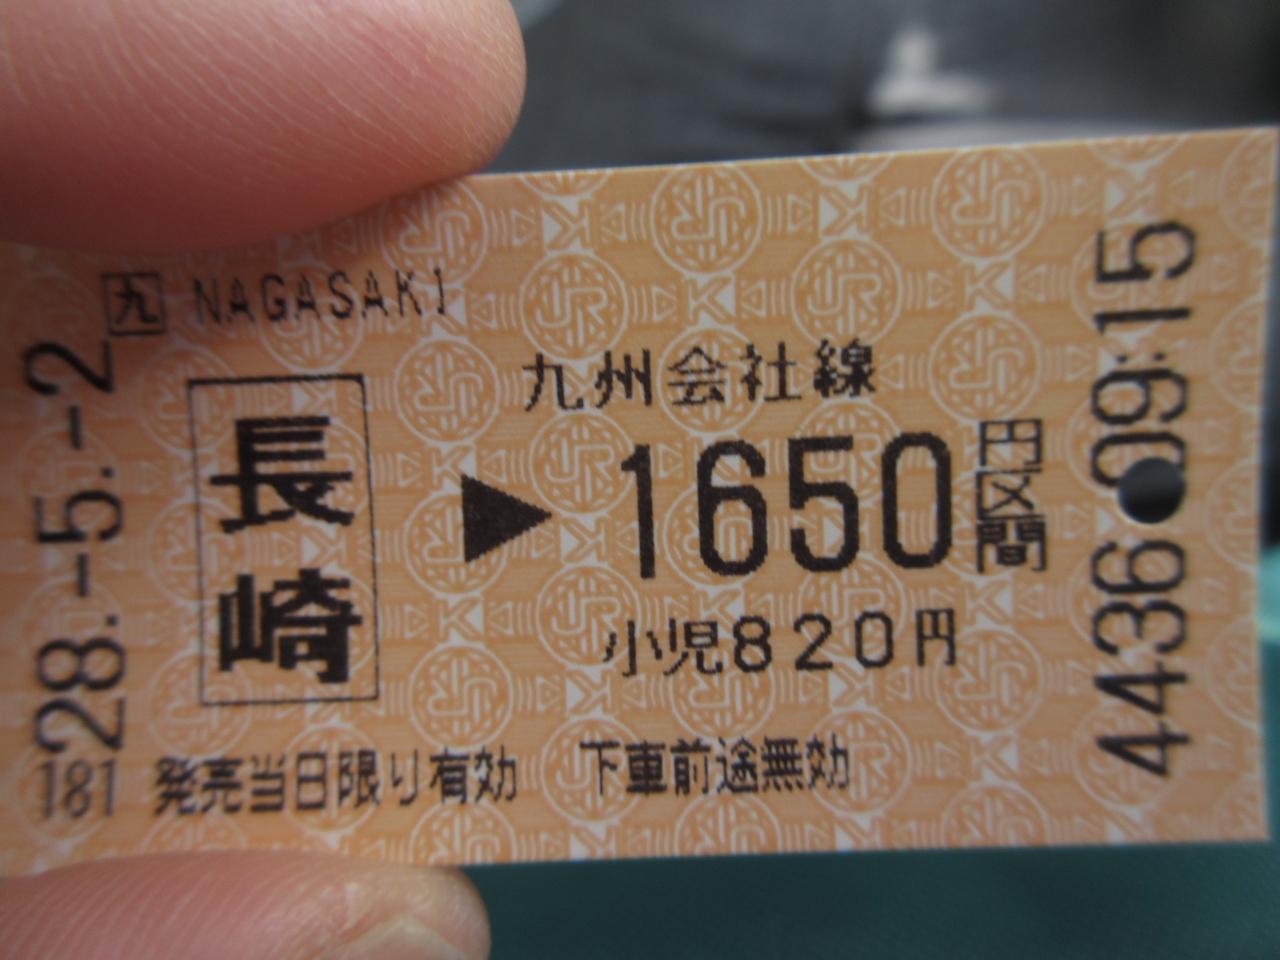 九 NAGASAKI
長崎
九州会社線
▶ 1650円区間
小児820円
発売当日限り有効 下車前途無効
28.-5.-2
181
4436 09:15